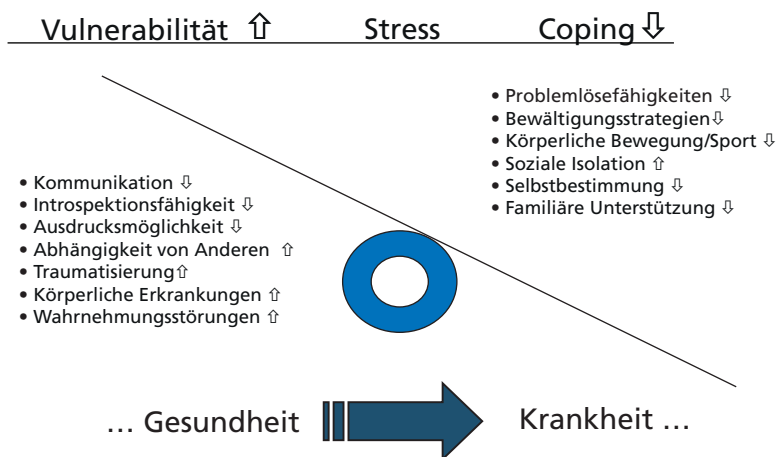 Vulnerabilität ⇧ Stress Coping ⇩
• Problemlösefähigkeiten ⇩
• Bewältigungsstrategien⇩
• Körperliche Bewegung/Sport ⇩
• Soziale Isolation ⇧
• Selbstbestimmung ⇩
• Familiäre Unterstützung ⇩
• Kommunikation ⇩
• Introspektionsfähigkeit ⇩
• Ausdrucksmöglichkeit ⇩
• Abhängigkeit von Anderen ⇧
• Traumatisierung⇧
• Körperliche Erkrankungen ⇧
• Wahrnehmungsstörungen ⇧
... Gesundheit Krankheit ...